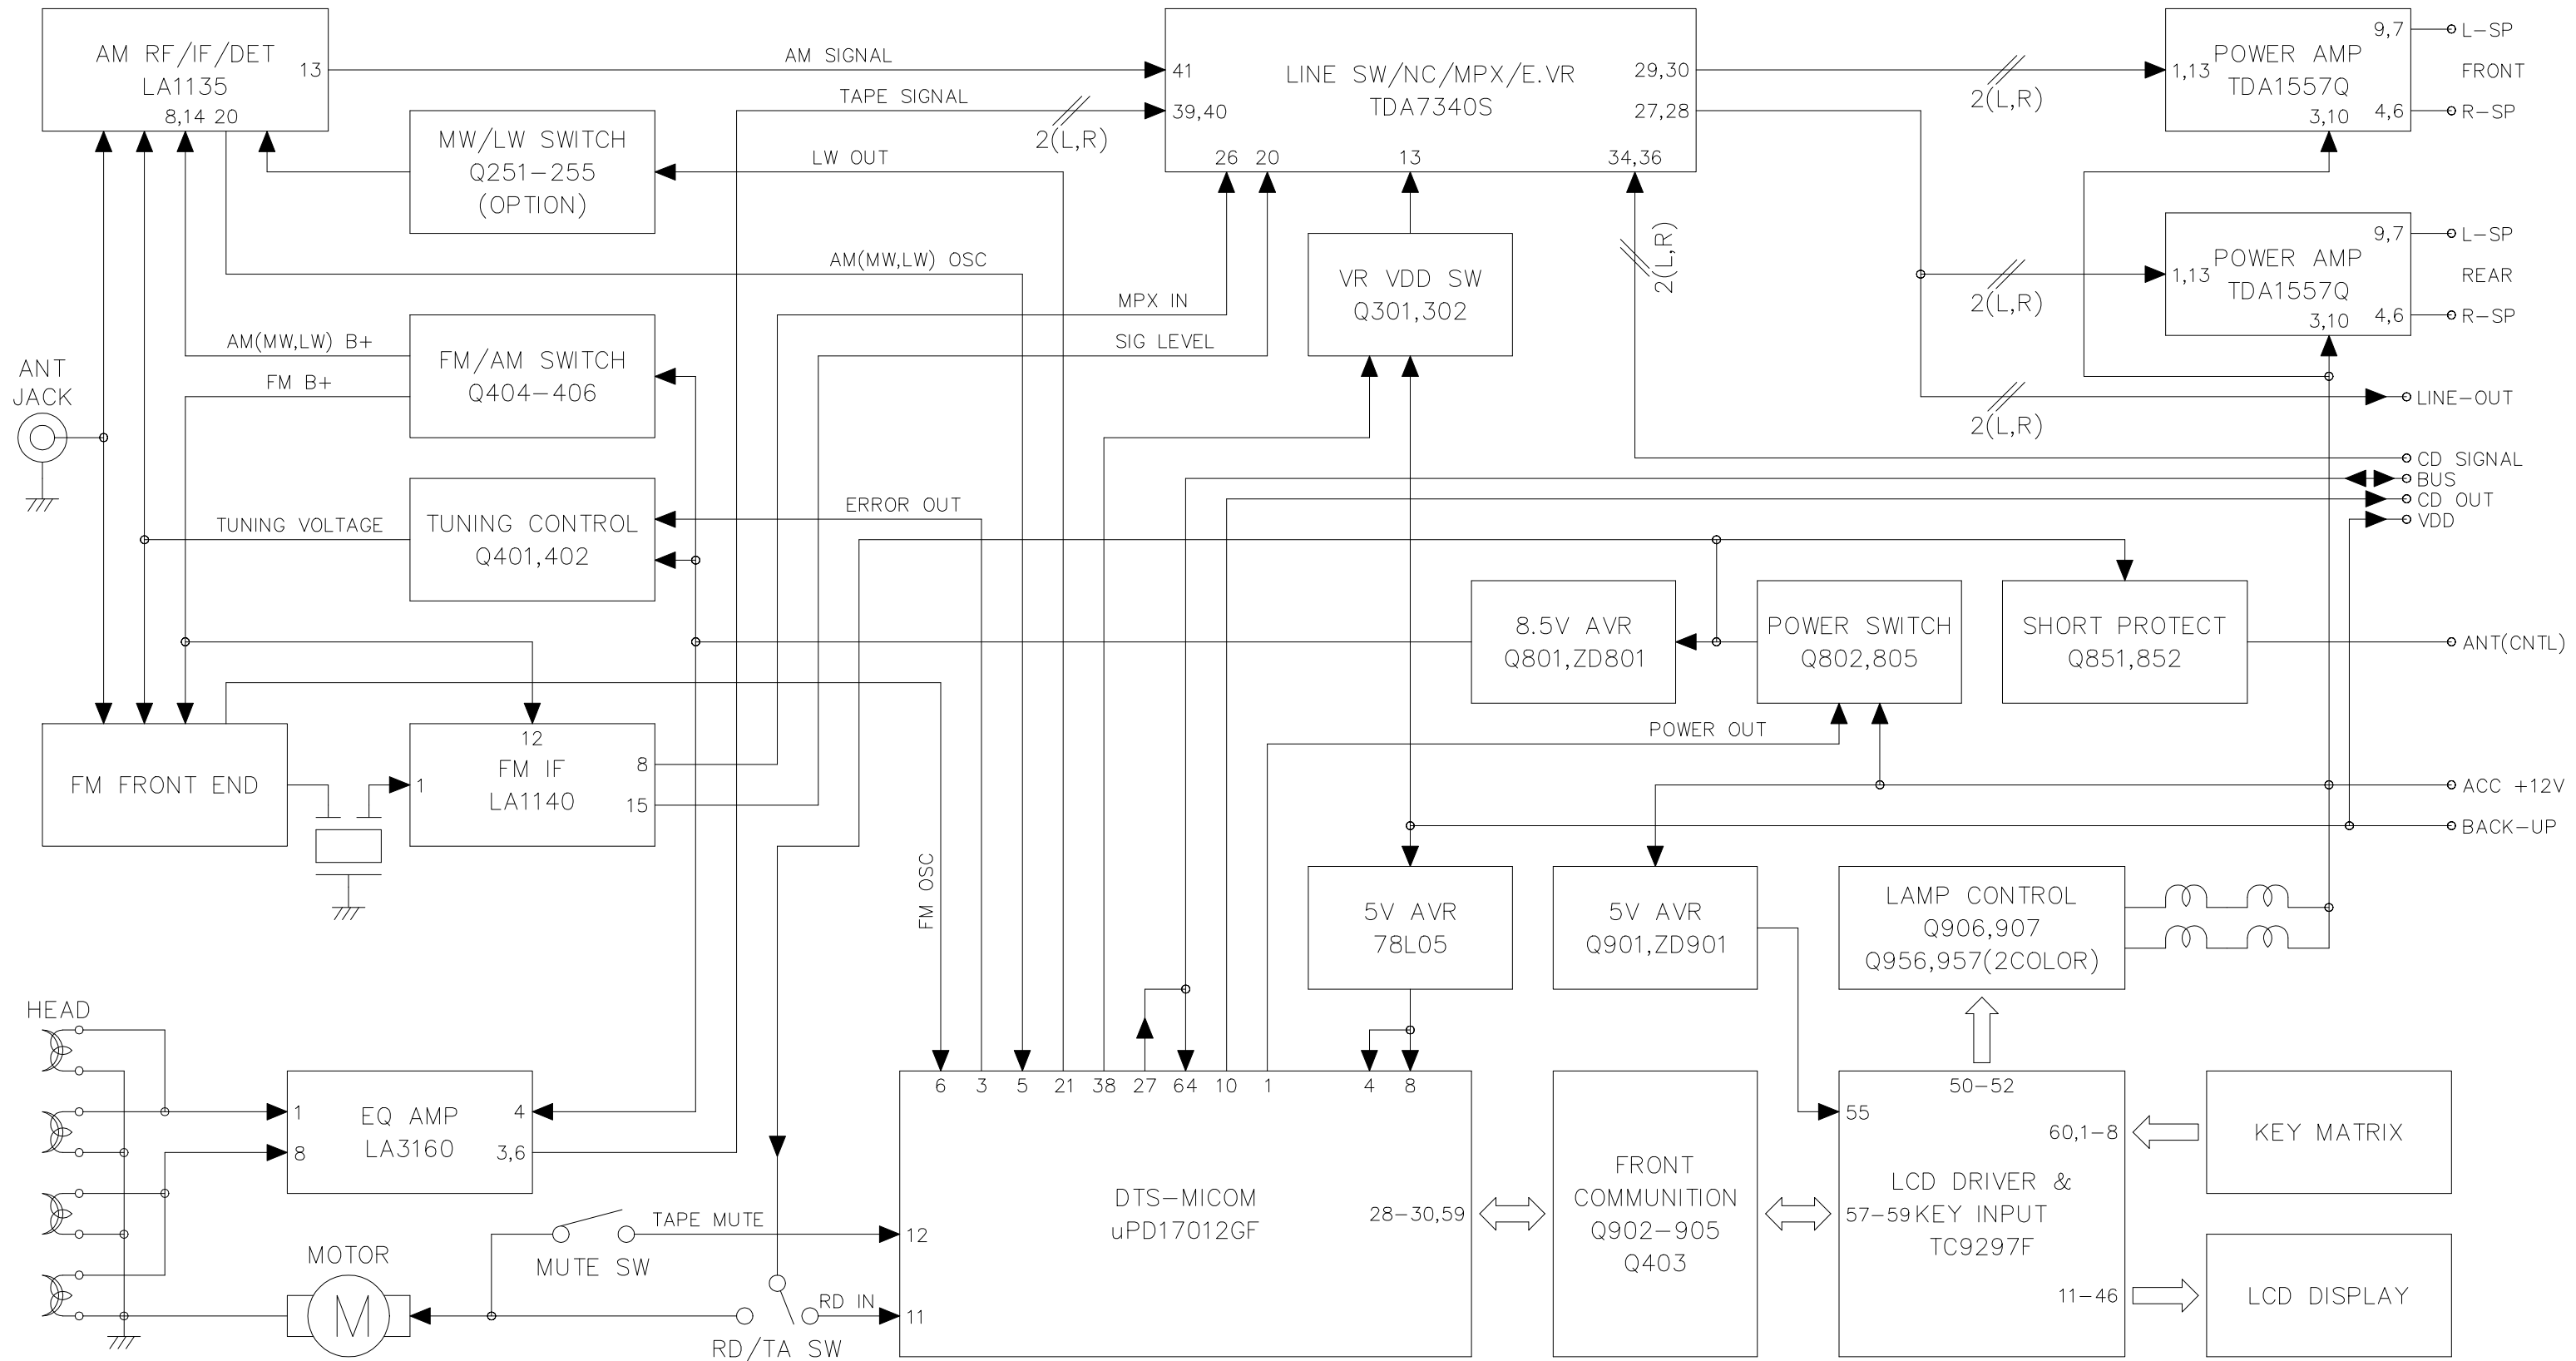 AM RF/IF/DET
LA1135
13
8,14 20
AM SIGNAL
TAPE SIGNAL
2(L,R)
LINE SW/NC/MPX/E.VR
TDA7340S
41
39,40
26 20
13
34,36
29,30
27,28
2(L,R)
POWER AMP
TDA1557Q
1,13
3,10
9,7
4,6
L-SP
FRONT
R-SP
MW/LW SWITCH
Q251-255
(OPTION)
LW OUT
AM(MW,LW) OSC
MPX IN
SIG LEVEL
VR VDD SW
Q301,302
2(L,R)
2(L,R)
POWER AMP
TDA1557Q
1,13
3,10
9,7
4,6
L-SP
REAR
R-SP
AM(MW,LW) B+
FM B+
FM/AM SWITCH
Q404-406
ANT
JACK
2(L,R)
LINE-OUT
CD SIGNAL
BUS
CD OUT
VDD
TUNING VOLTAGE
TUNING CONTROL
Q401,402
ERROR OUT
8.5V AVR
Q801,ZD801
POWER SWITCH
Q802,805
SHORT PROTECT
Q851,852
ANT(CNTL)
POWER OUT
FM FRONT END
12
FM IF
LA1140
1
8
15
ACC +12V
BACK-UP
FM OSC
5V AVR
78L05
5V AVR
Q901,ZD901
LAMP CONTROL
Q906,907
Q956,957(2COLOR)
HEAD
EQ AMP
LA3160
1
8
4
3,6
6 3 5 21 38 27 64 10 1 4 8
DTS-MICOM
uPD17012GF
28-30,59
12
11
FRONT
COMMUNITION
Q902-905
Q403
50-52
55
60,1-8
LCD DRIVER &
57-59 KEY INPUT
TC9297F
11-46
KEY MATRIX
LCD DISPLAY
TAPE MUTE
MUTE SW
MOTOR
M
RD IN
RD/TA SW